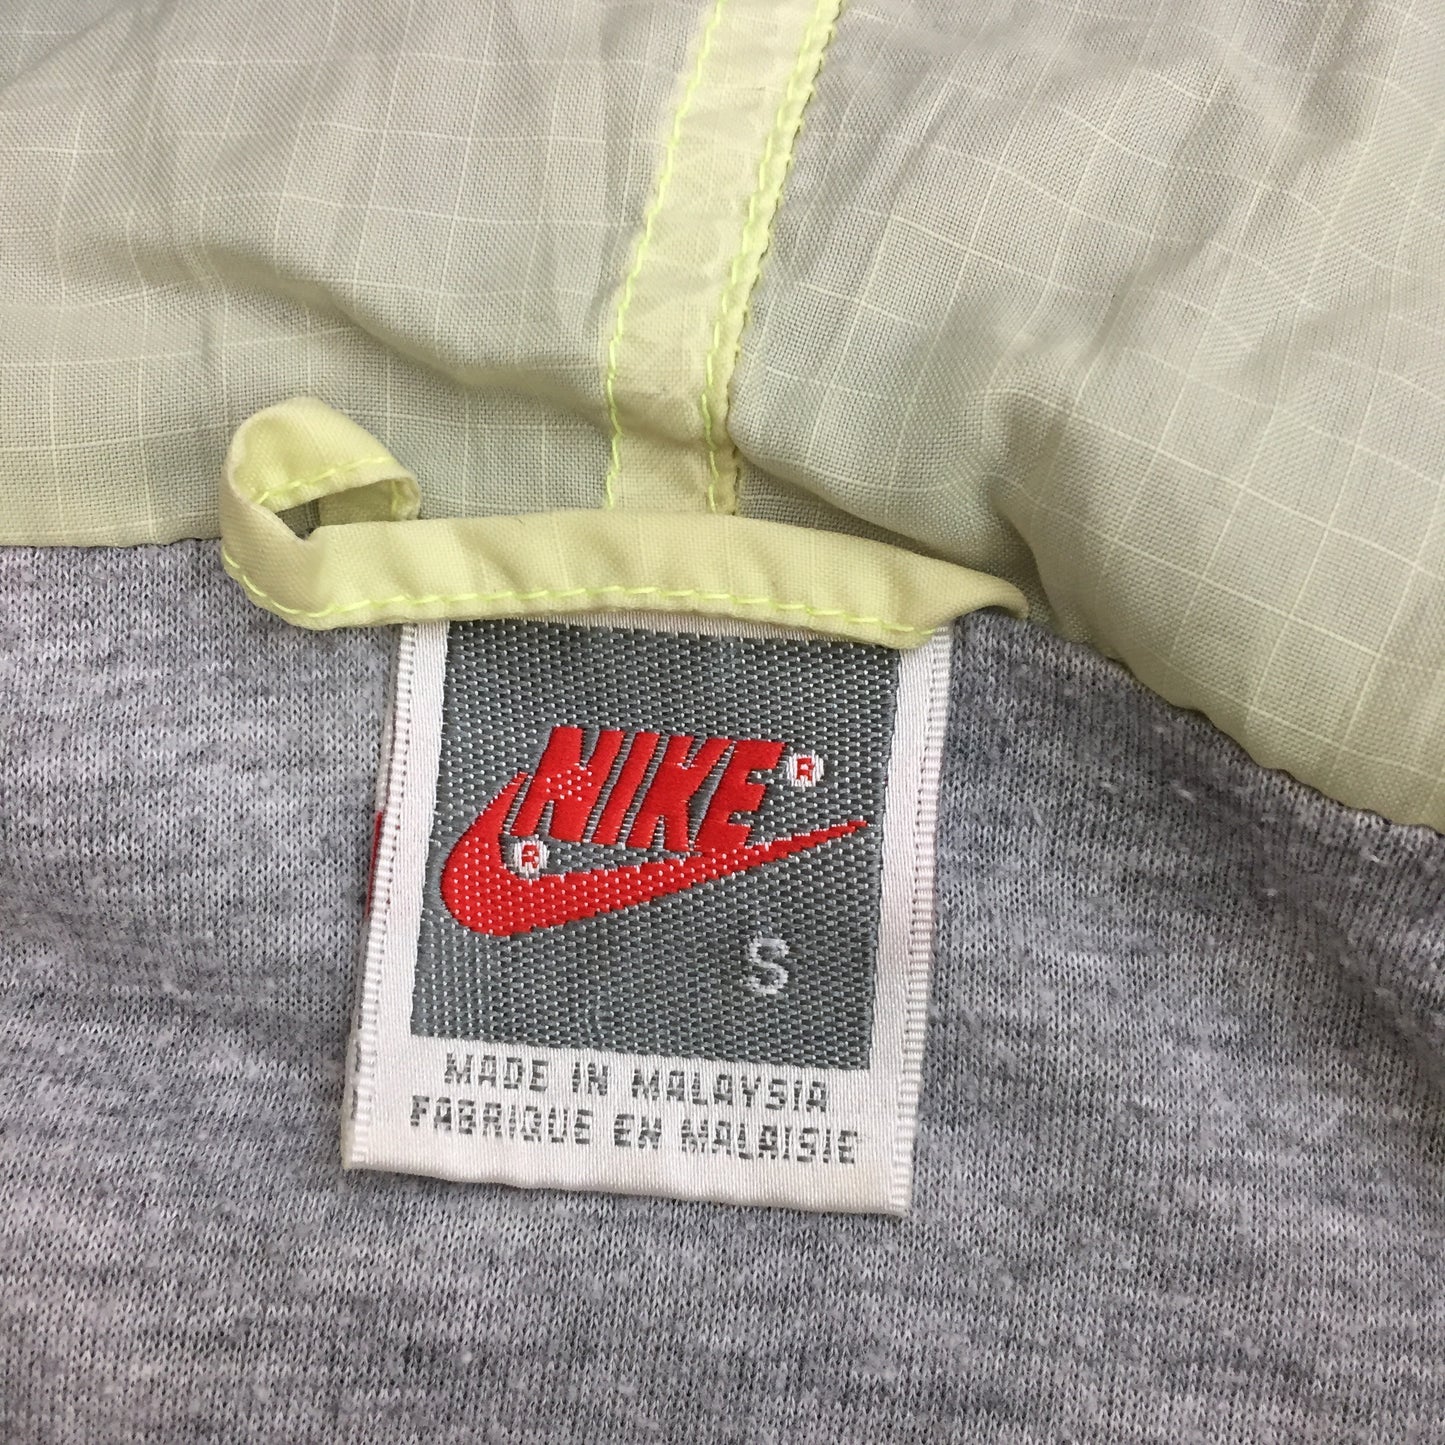 NIKE®
®
S
MADE IN MALAYSIA
FABRIQUE EN MALAISIE